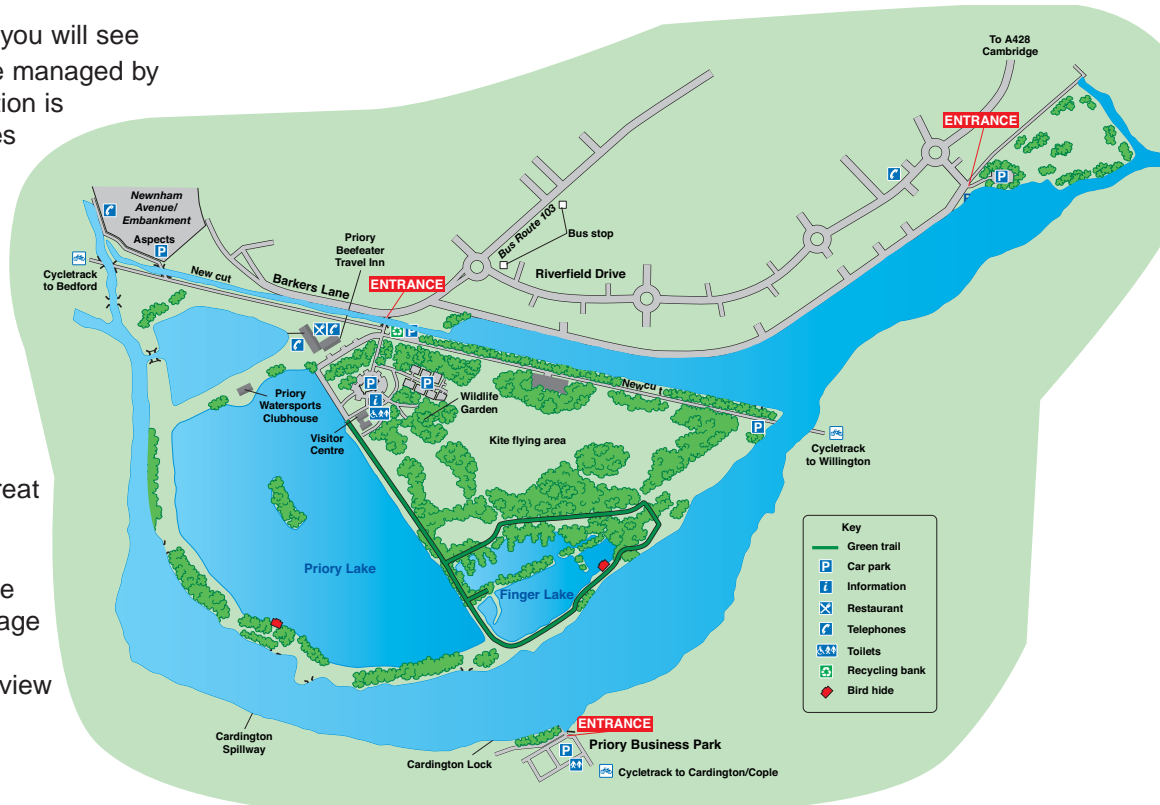 you will see
e managed by
tion is
es
reat
e
age
view
To A428
Cambridge
ENTRANCE
P
P
Newnham
Avenue/
Embankment
Aspects
P
Cycletrack
to Bedford
New cut
Barkers Lane
Priory
Beefeater
Travel Inn
ENTRANCE
Bus Route 103
Bus stop
Riverfield Drive
P
P
P
i
Priory
Watersports
Clubhouse
Visitor
Centre
Wildlife
Garden
Kite flying area
Newcu t
P
Cycletrack
to Willington
Priory Lake
Finger Lake
Cardington
Spillway
Cardington Lock
ENTRANCE
Priory Business Park
P
Cycletrack to Cardington/Cople
Key
Green trail
P Car park
i Information
Restaurant
Telephones
Toilets
Recycling bank
Bird hide